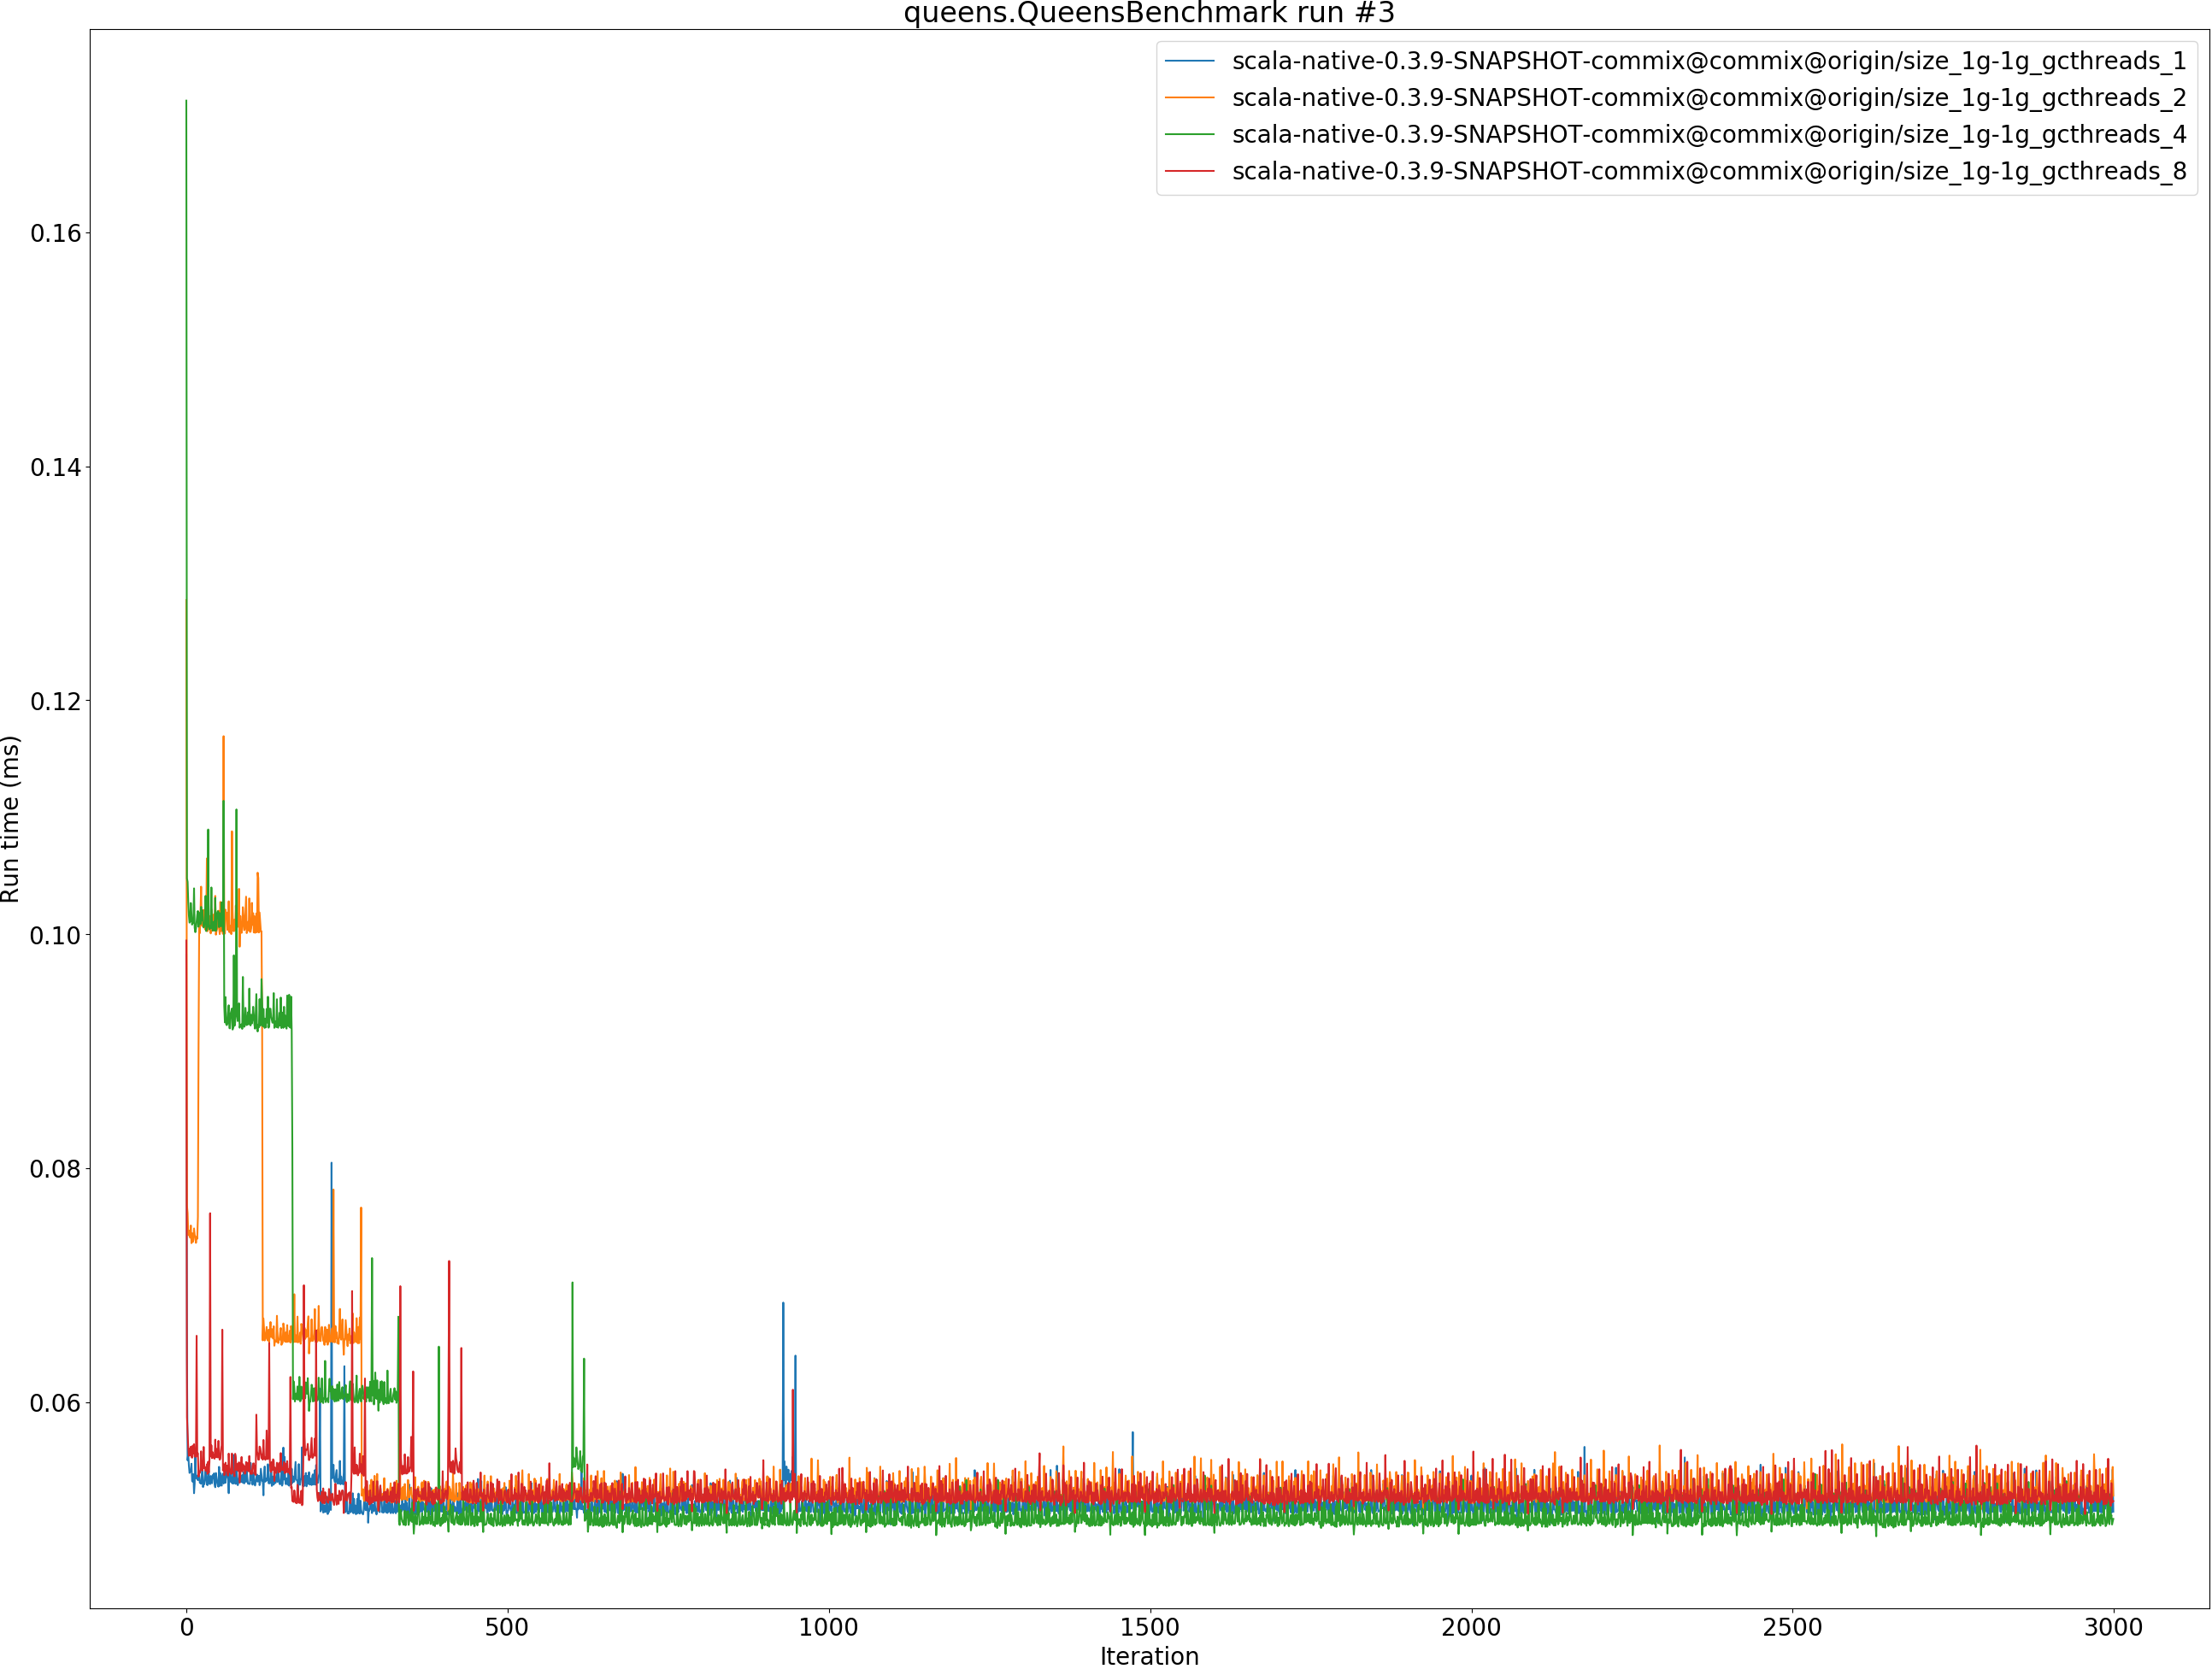 queens.QueensBenchmark run #3
scala-native-0.3.9-SNAPSHOT-commix@commix@origin/size_1g-1g_gcthreads_1
scala-native-0.3.9-SNAPSHOT-commix@commix@origin/size_1g-1g_gcthreads_2
scala-native-0.3.9-SNAPSHOT-commix@commix@origin/size_1g-1g_gcthreads_4
scala-native-0.3.9-SNAPSHOT-commix@commix@origin/size_1g-1g_gcthreads_8
0.16
0.14
0.12
0.10
0.08
0.06
Run time (ms)
0 500 1000 1500 2000 2500 3000
Iteration